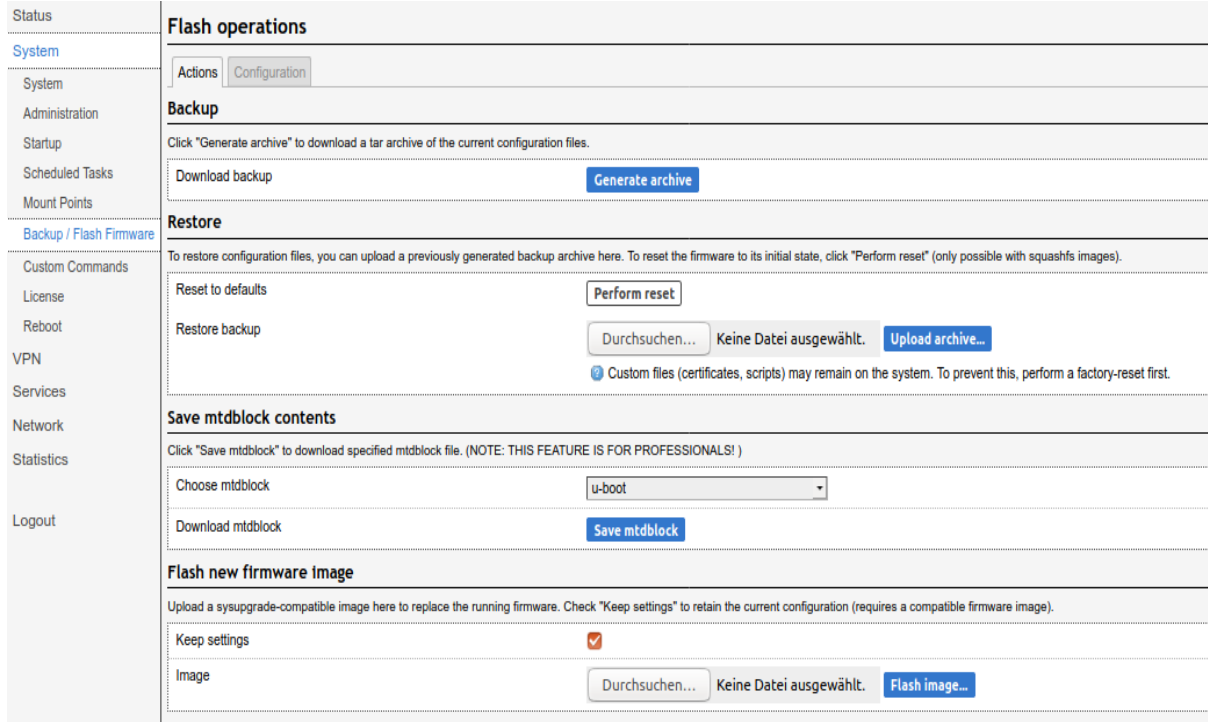 Status
System
System
Administration
Startup
Scheduled Tasks
Mount Points
Backup / Flash Firmware
Custom Commands
License
Reboot
VPN
Services
Network
Statistics
Logout
Flash operations
Actions Configuration
Backup
Click "Generate archive" to download a tar archive of the current configuration files.
Download backup Generate archive
Restore
To restore configuration files, you can upload a previously generated backup archive here. To reset the firmware to its initial state, click "Perform reset" (only possible with squashfs images).
Reset to defaults Perform reset
Restore backup Durchsuchen... Keine Datei ausgewählt. Upload archive...
Custom files (certificates, scripts) may remain on the system. To prevent this, perform a factory-reset first.
Save mtdblock contents
Click "Save mtdblock" to download specified mtdblock file. (NOTE: THIS FEATURE IS FOR PROFESSIONALS! )
Choose mtdblock u-boot
Download mtdblock Save mtdblock
Flash new firmware image
Upload a sysupgrade-compatible image here to replace the running firmware. Check "Keep settings" to retain the current configuration (requires a compatible firmware image).
Keep settings
Image Durchsuchen... Keine Datei ausgewählt. Flash image...